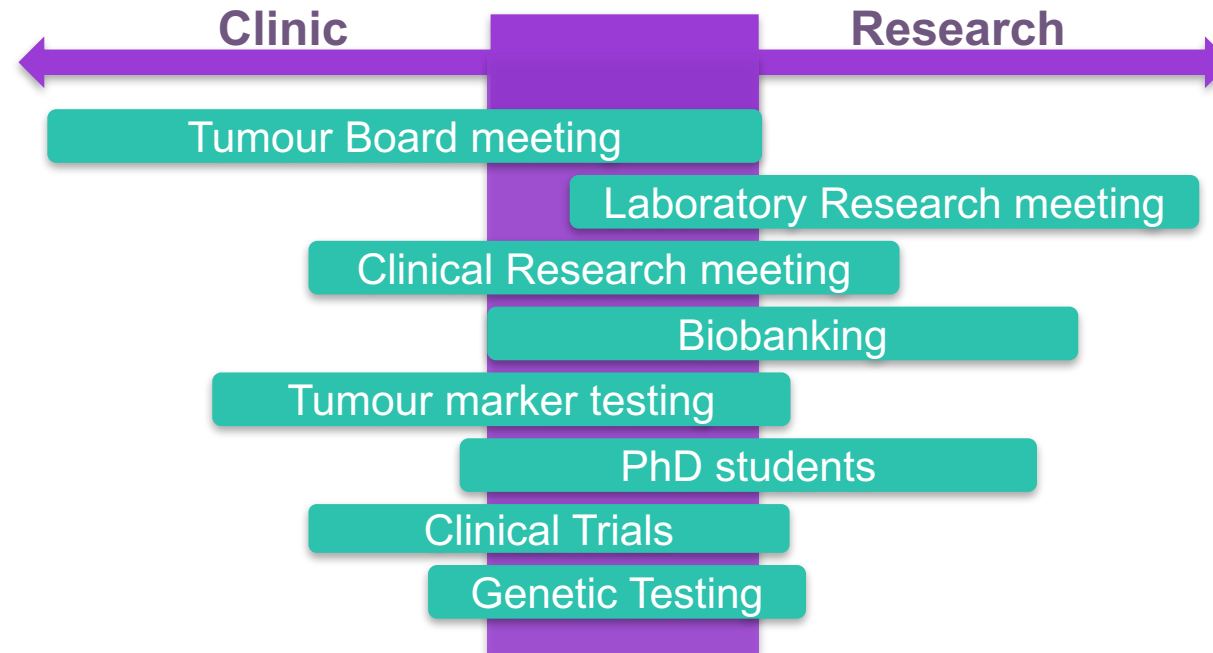 Clinic
Research
Tumour Board meeting
Laboratory Research meeting
Clinical Research meeting
Biobanking
Tumour marker testing
PhD students
Clinical Trials
Genetic Testing